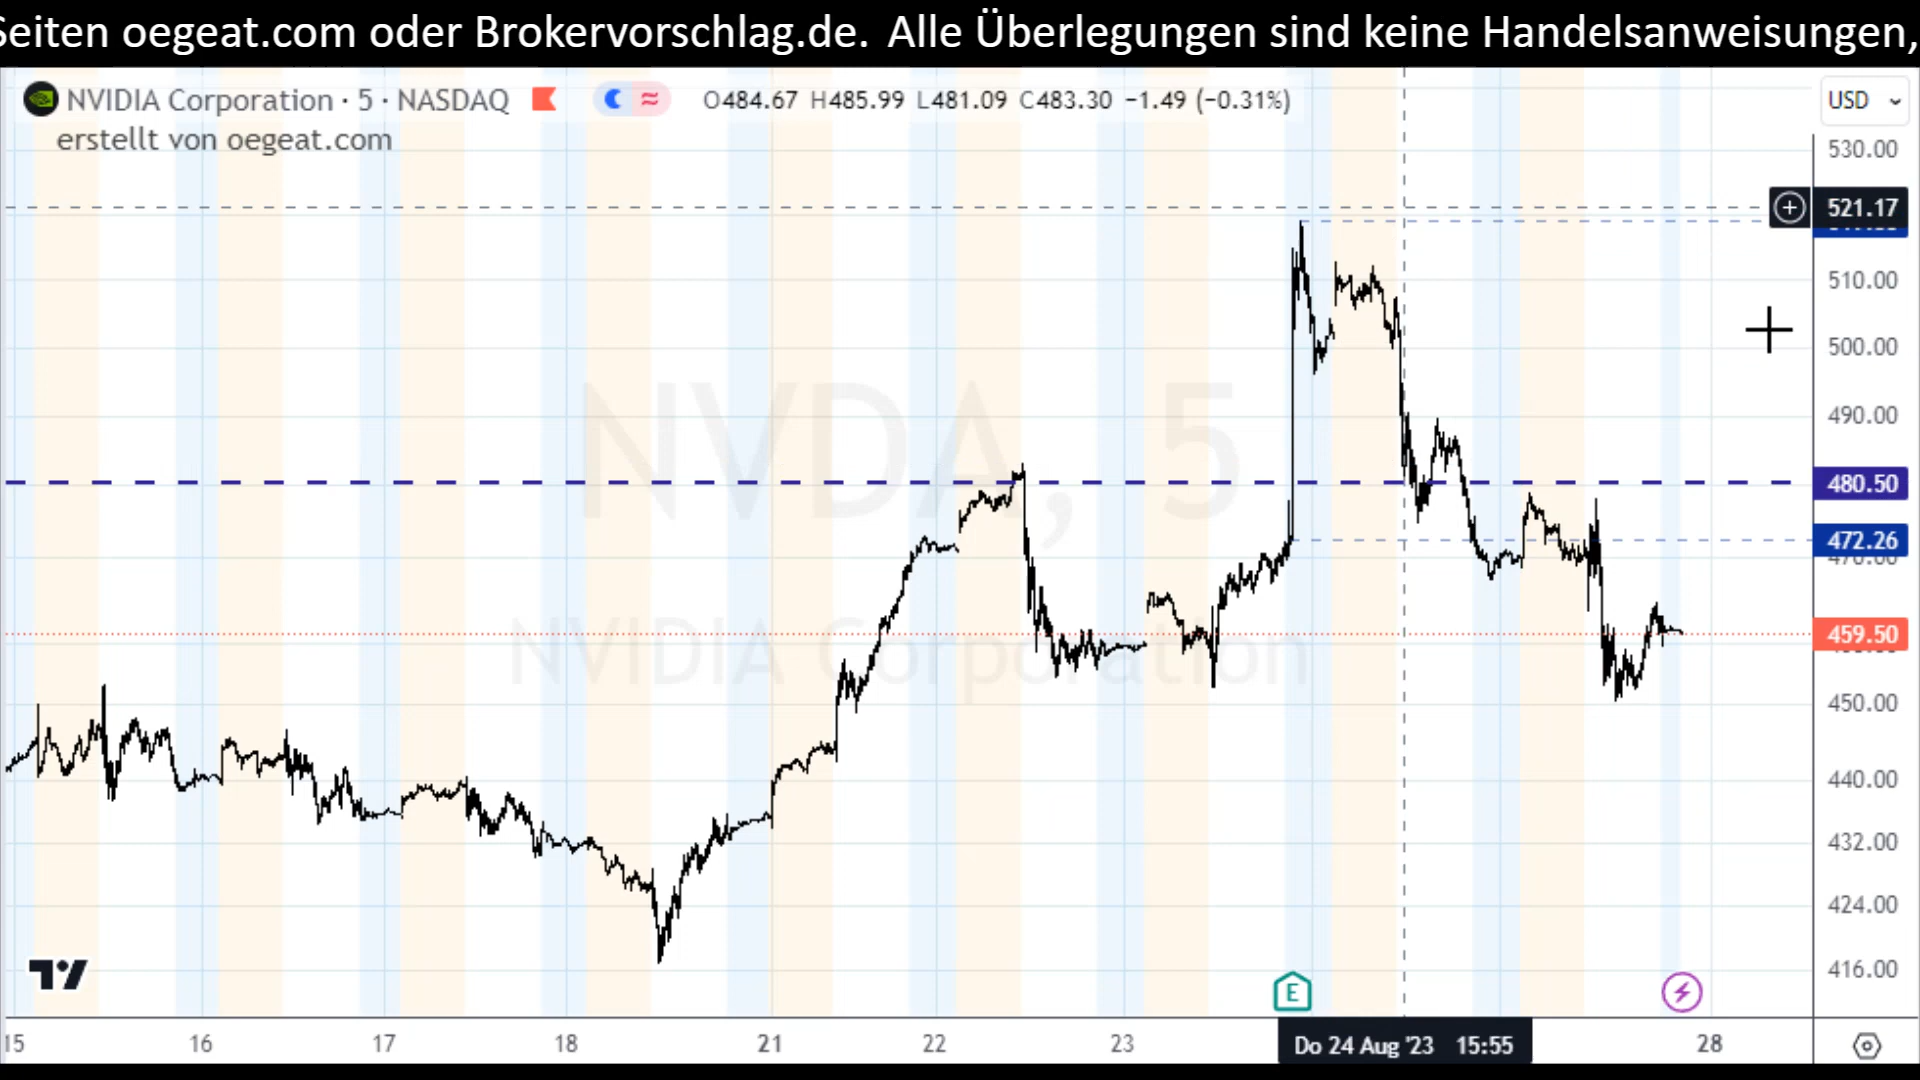 Seiten oegeat.com oder Brokervorschlag.de. Alle Überlegungen sind keine Handelsanweisungen,
NVIDIA Corporation · 5 · NASDAQ O484.67 H485.99 L481.09 C483.30 −1.49 (−0.31%)
USD
erstellt von oegeat.com
530.00
521.17
510.00
500.00
NVDA, 5
490.00
480.50
472.26
459.50
NVIDIA Corporation
450.00
440.00
432.00
424.00
416.00
E
15 16 17 18 21 22 23 Do 24 Aug '23 15:55 28